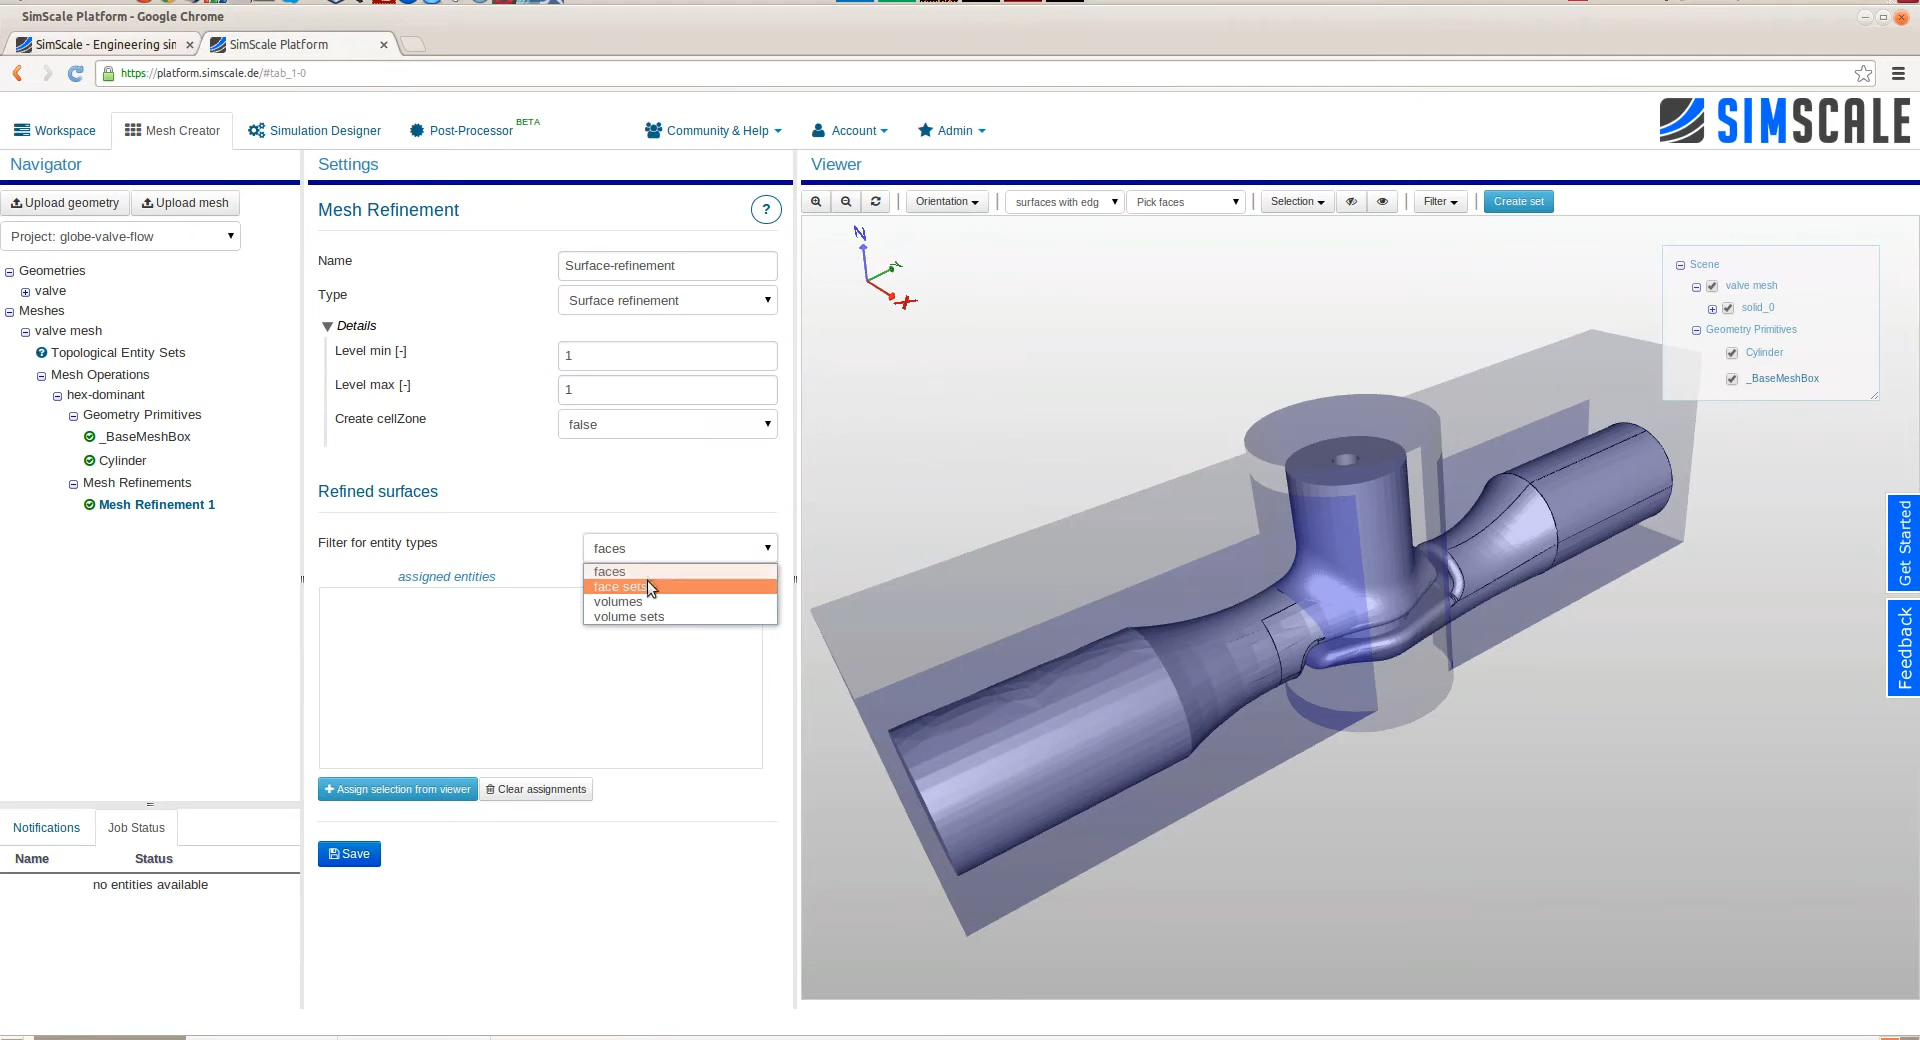 SimScale Platform - Google Chrome
SimScale - Engineering sin
SimScale Platform
https://platform.simscale.de/#tab_1-0
Workspace
Mesh Creator
Simulation Designer
Post-Processor BETA
Community & Help
Account
Admin
SIMSCALE
Navigator
Upload geometry
Upload mesh
Project: globe-valve-flow
Geometries
valve
Meshes
valve mesh
Topological Entity Sets
Mesh Operations
hex-dominant
Geometry Primitives
_BaseMeshBox
Cylinder
Mesh Refinements
Mesh Refinement 1
Notifications
Job Status
Name Status
no entities available
Settings
Mesh Refinement
?
Name
Surface-refinement
Type
Surface refinement
Details
Level min [-]
1
Level max [-]
1
Create cellZone
false
Refined surfaces
Filter for entity types
faces
faces
face sets
volumes
volume sets
assigned entities
Assign selection from viewer
Clear assignments
Save
Viewer
Orientation
surfaces with edg
Pick faces
Selection
Filter
Create set
Z
Y
X
Scene
valve mesh
solid_0
Geometry Primitives
Cylinder
_BaseMeshBox
Get Started
Feedback